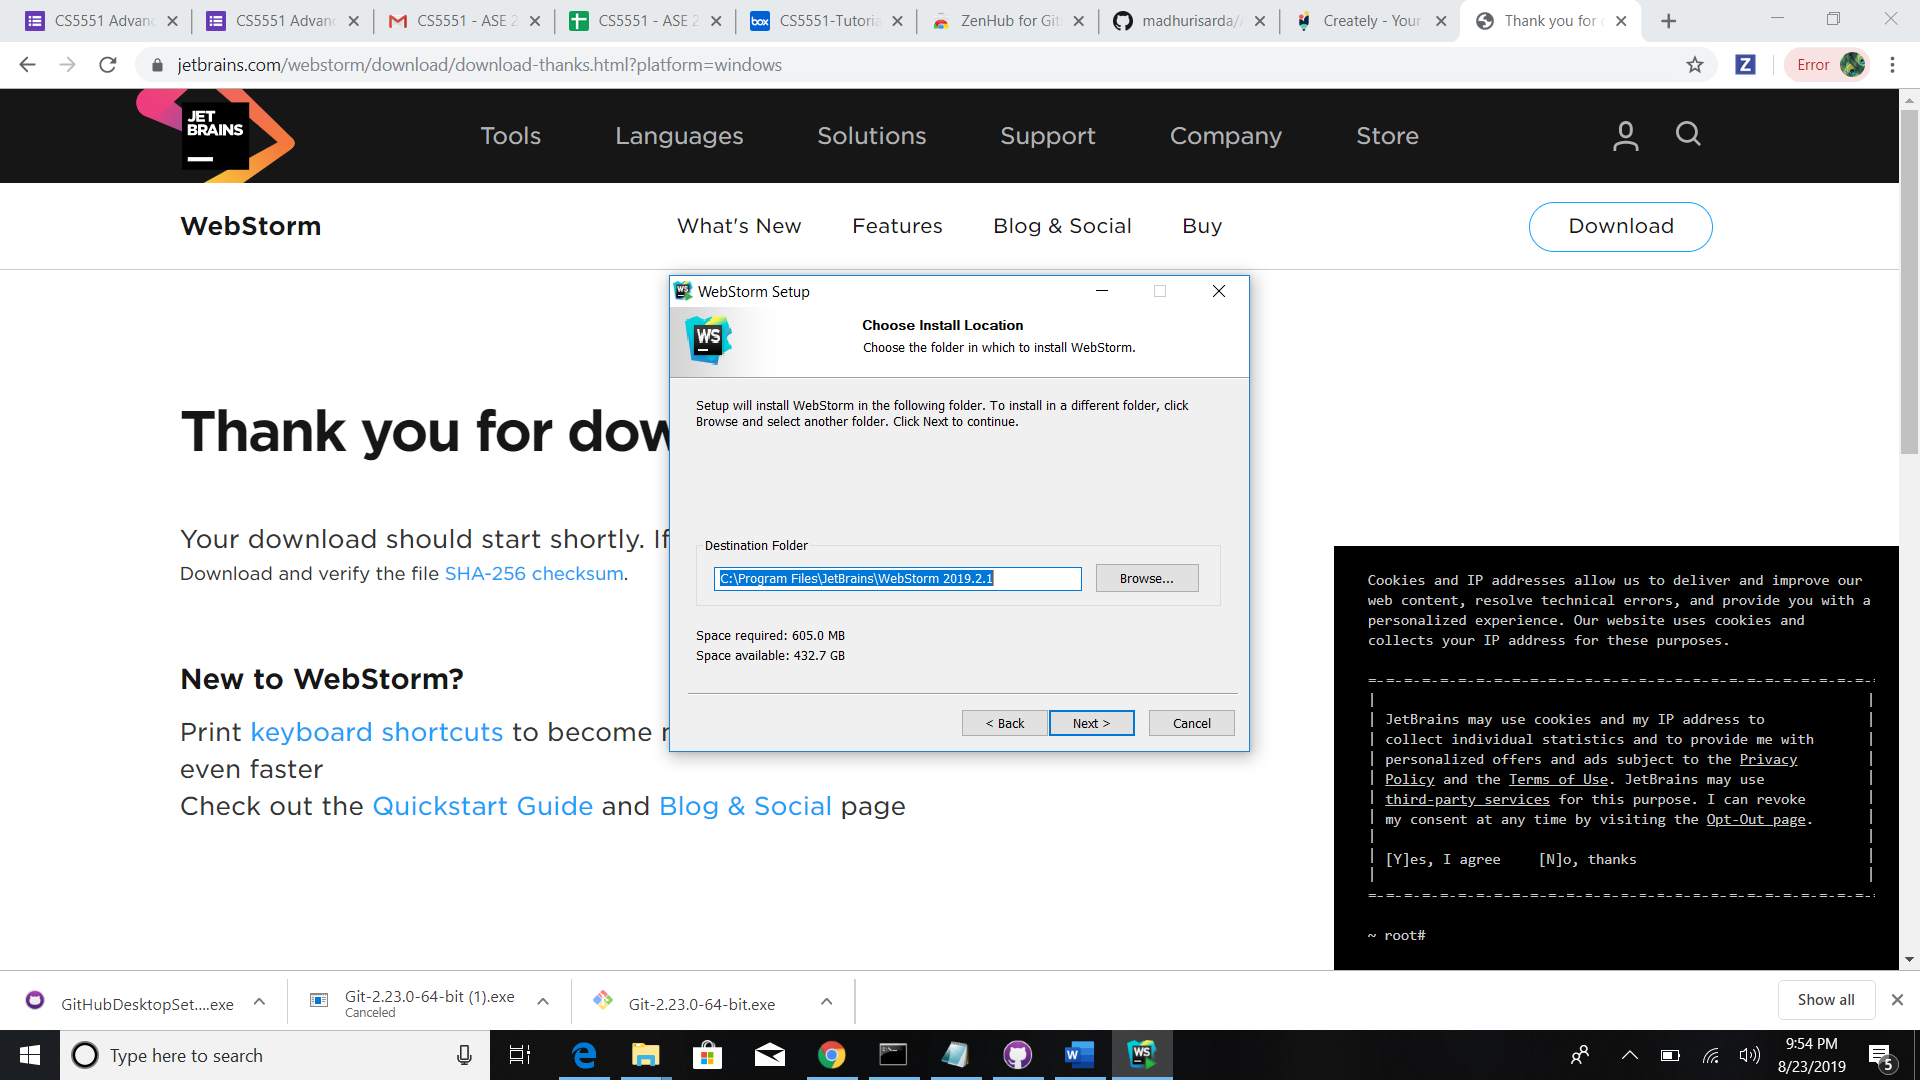 CS5551 Advan
CS5551 Advan
CS5551 - ASE 2
CS5551 - ASE 2
CS5551-Tutoria
ZenHub for Git
madhurisarda/
Creately - Your
Thank you for
jetbrains.com/webstorm/download/download-thanks.html?platform=windows
Z
Error
JET
BRAINS
Tools
Languages
Solutions
Support
Company
Store
WebStorm
What's New
Features
Blog & Social
Buy
Download
WebStorm Setup
WS
Choose Install Location
Choose the folder in which to install WebStorm.
Setup will install WebStorm in the following folder. To install in a different folder, click
Browse and select another folder. Click Next to continue.
Destination Folder
C:\Program Files\JetBrains\WebStorm 2019.2.1
Browse...
Space required: 605.0 MB
Space available: 432.7 GB
< Back
Next >
Cancel
Thank you for dow
Your download should start shortly. If
Download and verify the file SHA-256 checksum.
New to WebStorm?
Print keyboard shortcuts to become
even faster
Check out the Quickstart Guide and Blog & Social page
Cookies and IP addresses allow us to deliver and improve our
web content, resolve technical errors, and provide you with a
personalized experience. Our website uses cookies and
collects your IP address for these purposes.
JetBrains may use cookies and my IP address to
collect individual statistics and to provide me with
personalized offers and ads subject to the Privacy
Policy and the Terms of Use. JetBrains may use
third-party services for this purpose. I can revoke
my consent at any time by visiting the Opt-Out page.
[Y]es, I agree [N]o, thanks
~ root#
GitHubDesktopSet....exe
Git-2.23.0-64-bit (1).exe
Canceled
Git-2.23.0-64-bit.exe
Show all
Type here to search
9:54 PM
8/23/2019
5